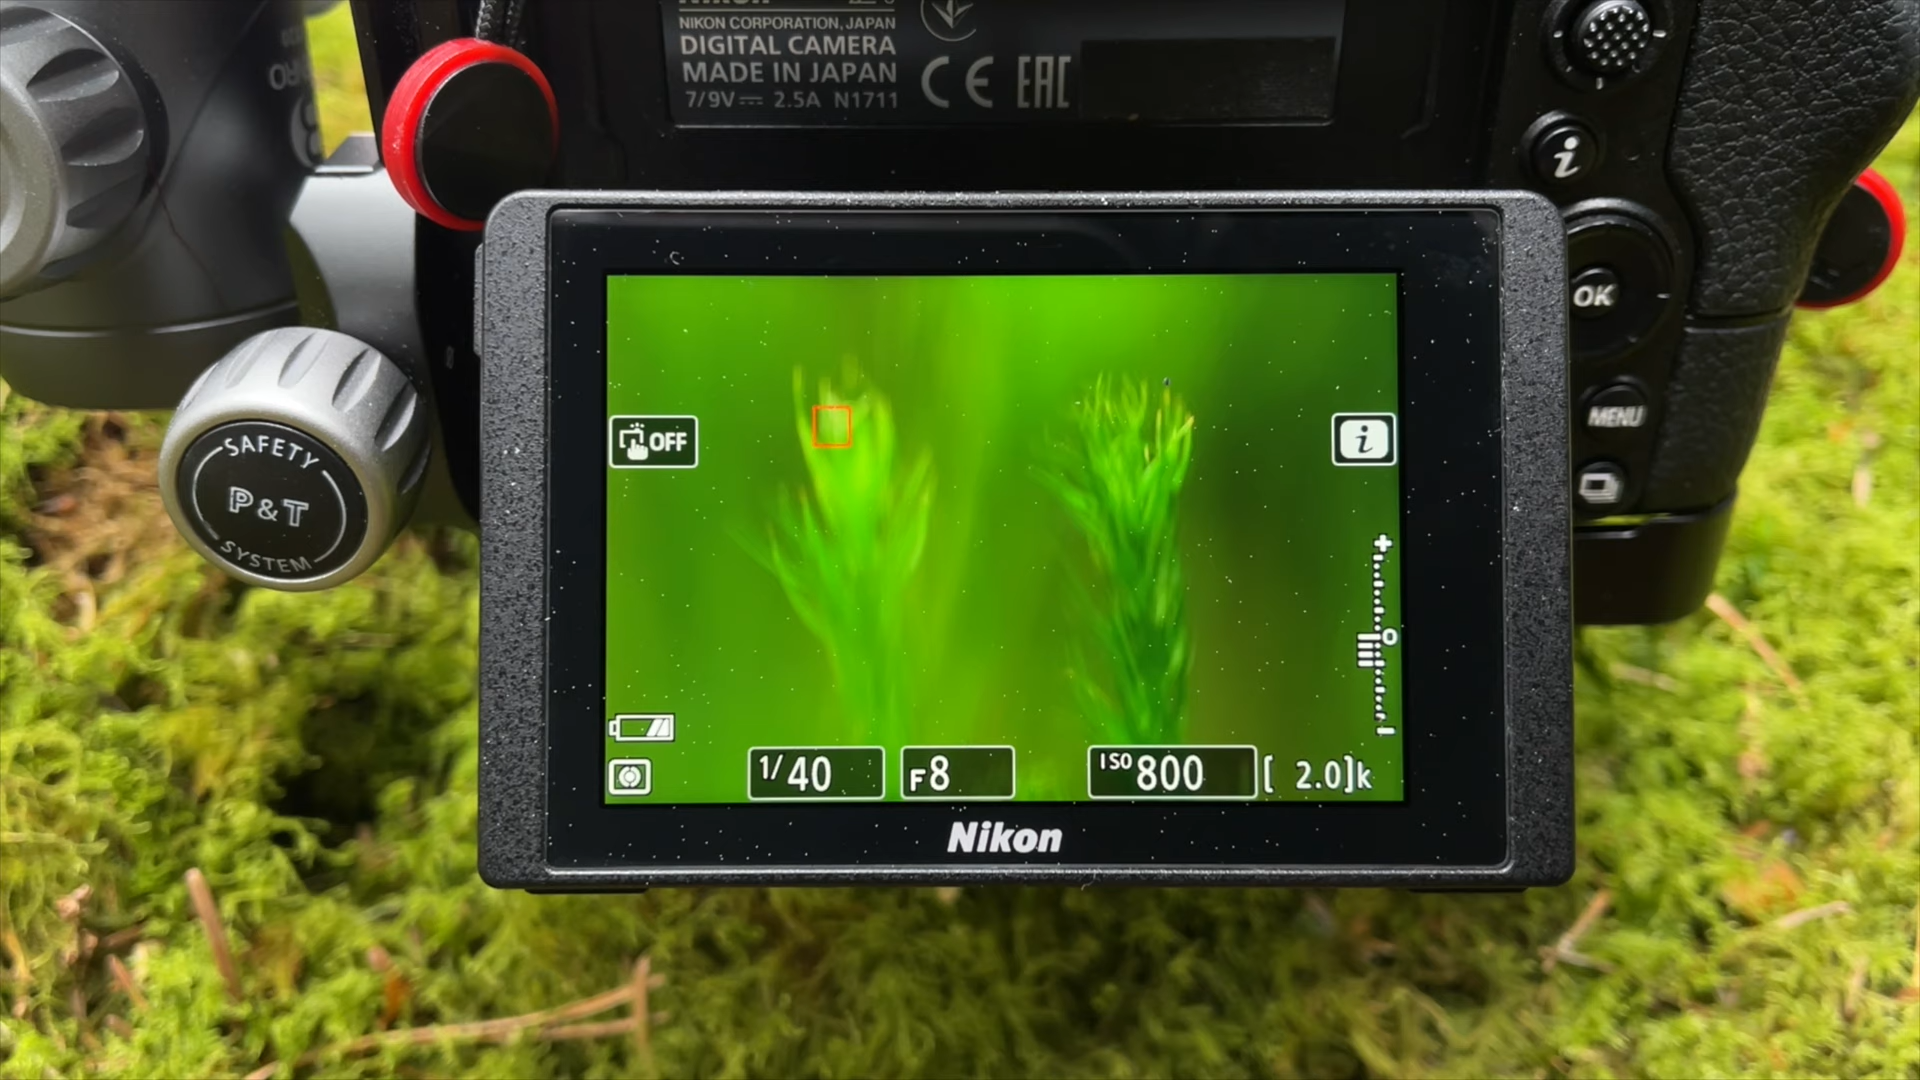 NIKON CORPORATION, JAPAN
DIGITAL CAMERA
MADE IN JAPAN
7/9V⎓ 2.5A N1711
CE EAC
i
OK
MENU
SAFETY
P&T
SYSTEM
OFF
i
1/40
F8
ISO 800
[ 2.0]k
Nikon